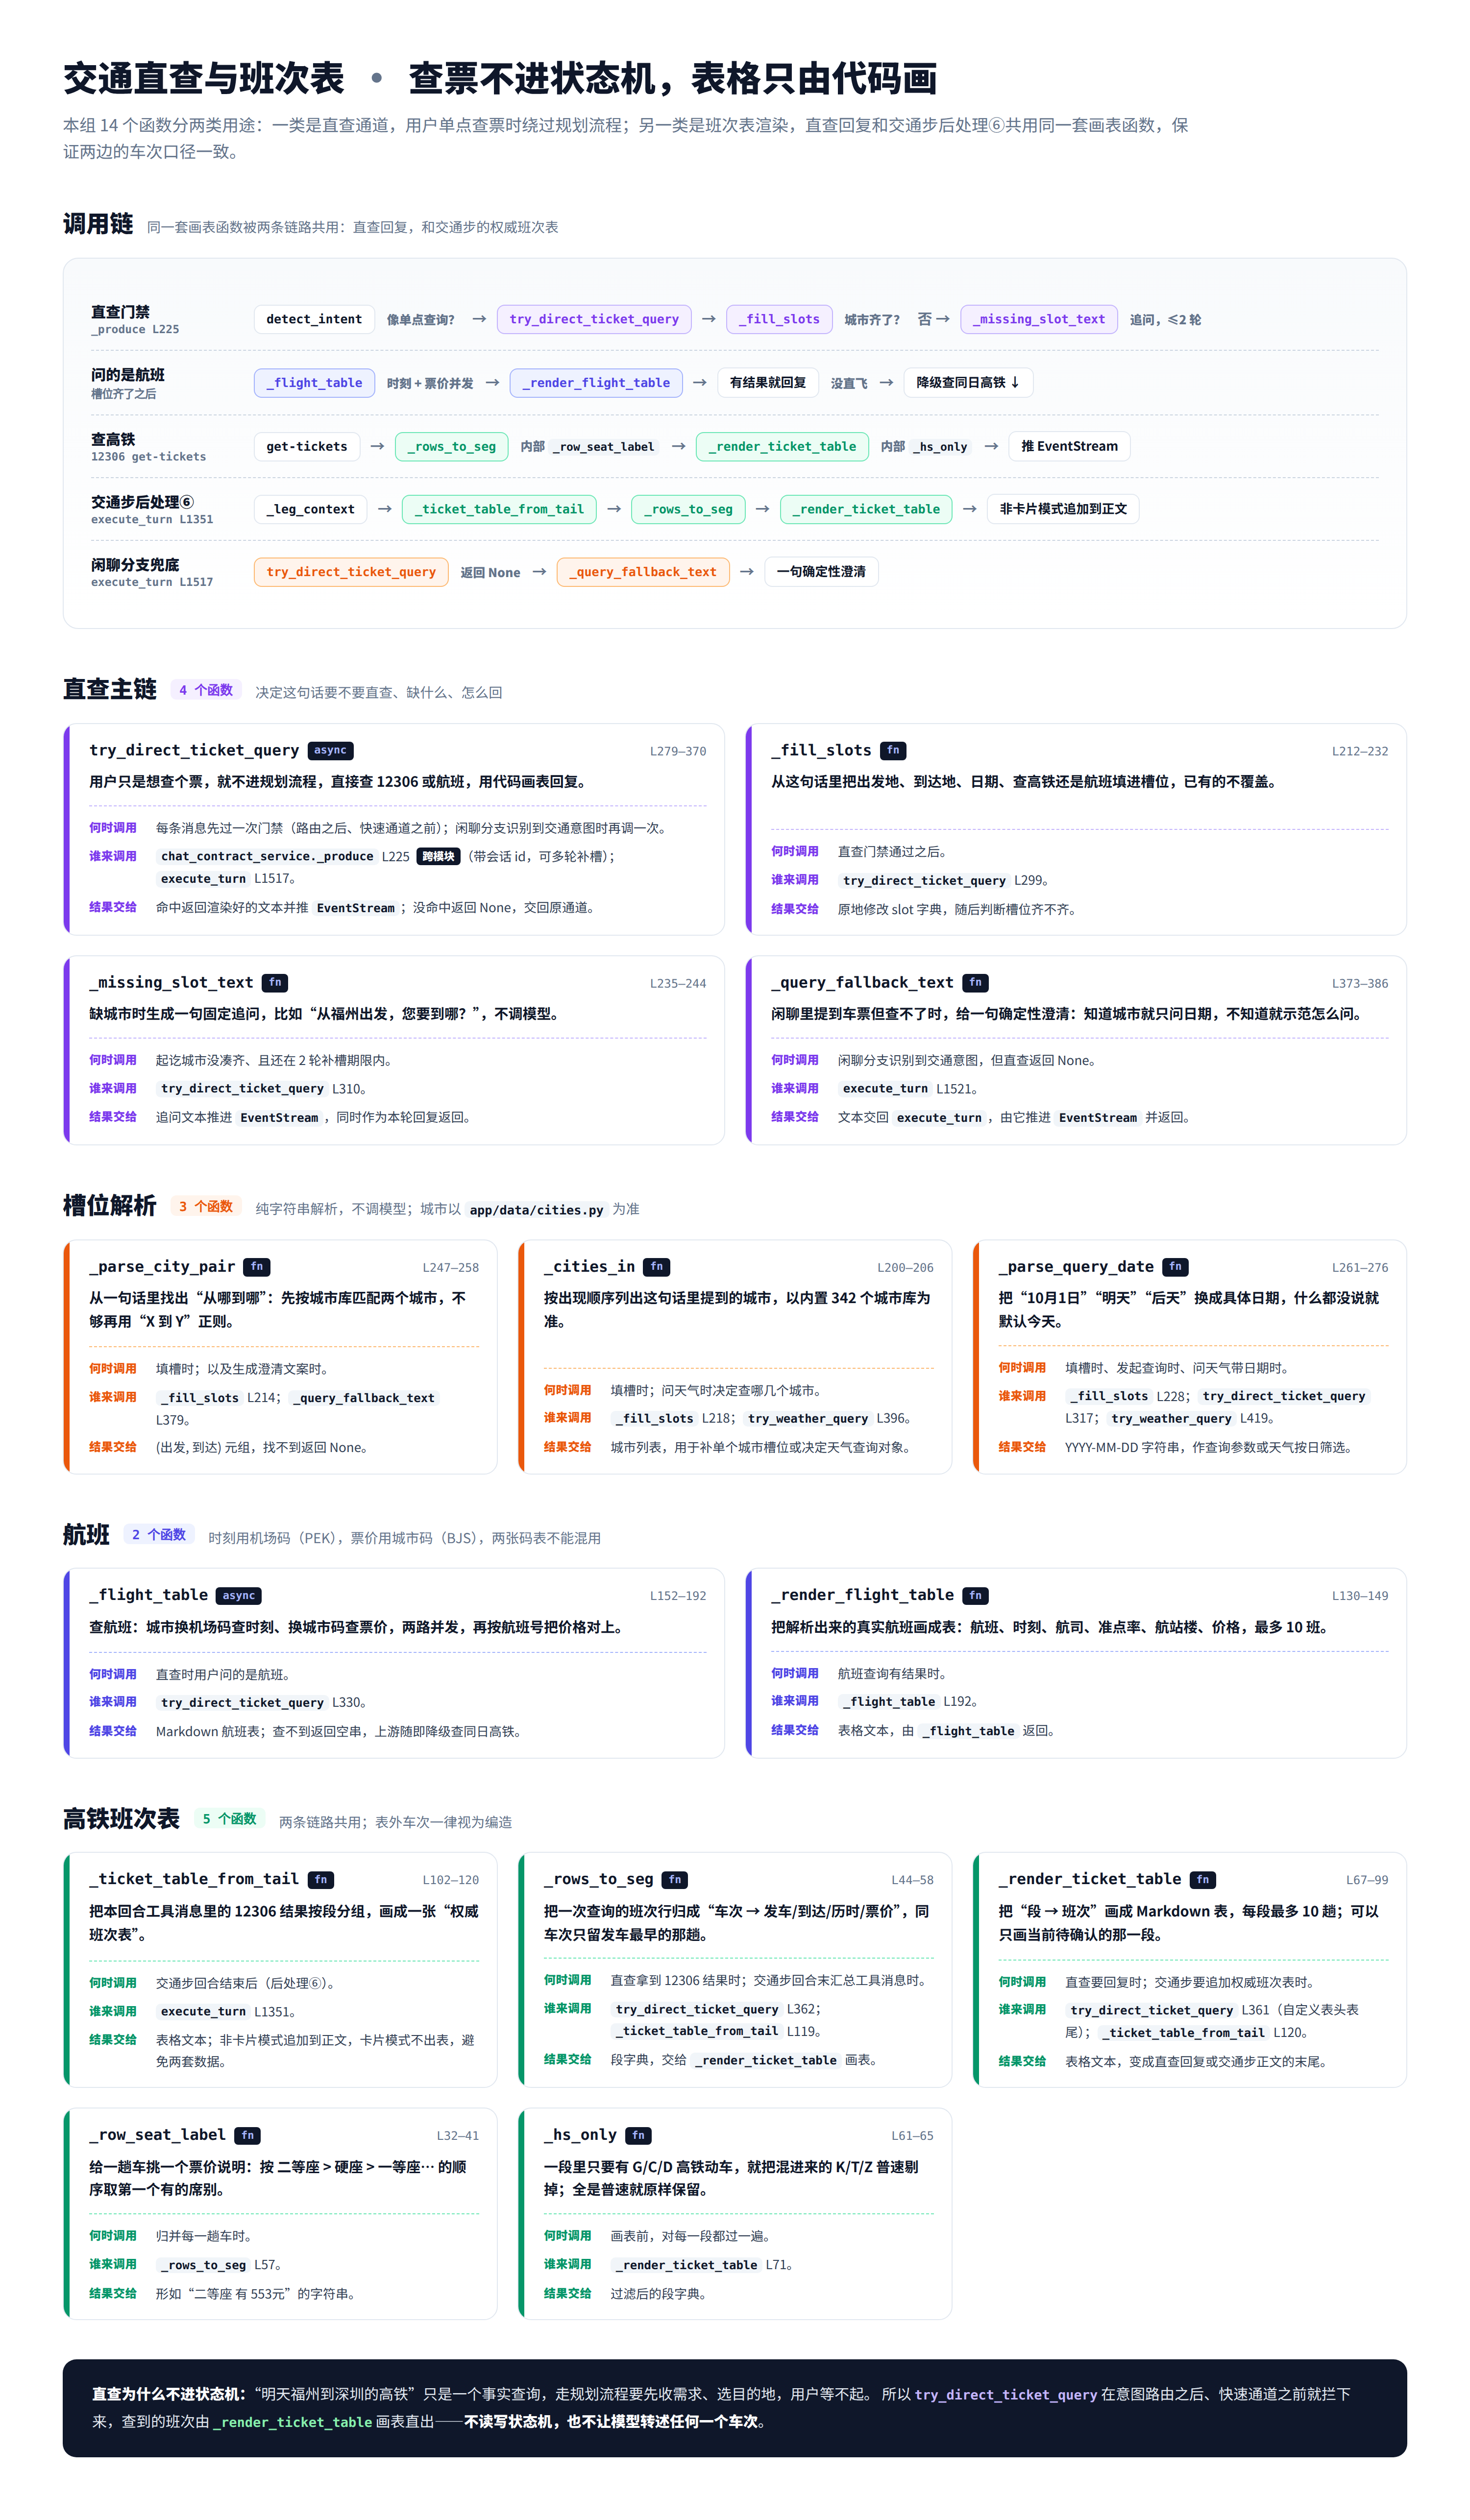 交通直查与班次表 • 查票不进状态机，表格只由代码画
本组 14 个函数分两类用途：一类是直查通道，用户单点查票时绕过规划流程；另一类是班次表渲染，直查回复和交通步后处理⑥共用同一套画表函数，保
证两边的车次口径一致。
调用链 同一套画表函数被两条链路共用：直查回复，和交通步的权威班次表
直查门禁
_produce L225
detect_intent 像单点查询？ → try_direct_ticket_query → _fill_slots 城市齐了？ 否 → _missing_slot_text 追问，≤2 轮
问的是航班
槽位齐了之后
_flight_table 时刻 + 票价并发 → _render_flight_table → 有结果就回复 没直飞 → 降级查同日高铁 ↓
查高铁
12306 get-tickets
get-tickets → _rows_to_seg 内部 _row_seat_label → _render_ticket_table 内部 _hs_only → 推 EventStream
交通步后处理⑥
execute_turn L1351
_leg_context → _ticket_table_from_tail → _rows_to_seg → _render_ticket_table → 非卡片模式追加到正文
闲聊分支兜底
execute_turn L1517
try_direct_ticket_query 返回 None → _query_fallback_text → 一句确定性澄清
直查主链 4 个函数 决定这句话要不要直查、缺什么、怎么回
try_direct_ticket_query async L279–370
用户只是想查个票，就不进规划流程，直接查 12306 或航班，用代码画表回复。
何时调用 每条消息先过一次门禁（路由之后、快速通道之前）；闲聊分支识别到交通意图时再调一次。
谁来调用 chat_contract_service._produce L225 跨模块（带会话 id，可多轮补槽）；
execute_turn L1517。
结果交给 命中返回渲染好的文本并推 EventStream；没命中返回 None，交回原通道。
_fill_slots fn L212–232
从这句话里把出发地、到达地、日期、查高铁还是航班填进槽位，已有的不覆盖。
何时调用 直查门禁通过之后。
谁来调用 try_direct_ticket_query L299。
结果交给 原地修改 slot 字典，随后判断槽位齐不齐。
_missing_slot_text fn L235–244
缺城市时生成一句固定追问，比如“从福州出发，您要到哪？”，不调模型。
何时调用 起讫城市没凑齐、且还在 2 轮补槽期限内。
谁来调用 try_direct_ticket_query L310。
结果交给 追问文本推进 EventStream，同时作为本轮回复返回。
_query_fallback_text fn L373–386
闲聊里提到车票但查不了时，给一句确定性澄清：知道城市就只问日期，不知道就示范怎么问。
何时调用 闲聊分支识别到交通意图，但直查返回 None。
谁来调用 execute_turn L1521。
结果交给 文本交回 execute_turn，由它推进 EventStream 并返回。
槽位解析 3 个函数 纯字符串解析，不调模型；城市以 app/data/cities.py 为准
_parse_city_pair fn L247–258
从一句话里找出“从哪到哪”：先按城市库匹配两个城市，不
够再用“X 到 Y”正则。
何时调用 填槽时；以及生成澄清文案时。
谁来调用 _fill_slots L214；_query_fallback_text
L379。
结果交给 (出发, 到达) 元组，找不到返回 None。
_cities_in fn L200–206
按出现顺序列出这句话里提到的城市，以内置 342 个城市库为
准。
何时调用 填槽时；问天气时决定查哪几个城市。
谁来调用 _fill_slots L218；try_weather_query L396。
结果交给 城市列表，用于补单个城市槽位或决定天气查询对象。
_parse_query_date fn L261–276
把“10月1日”“明天”“后天”换成具体日期，什么都没说就
默认今天。
何时调用 填槽时、发起查询时、问天气带日期时。
谁来调用 _fill_slots L228；try_direct_ticket_query
L317；try_weather_query L419。
结果交给 YYYY-MM-DD 字符串，作查询参数或天气按日筛选。
航班 2 个函数 时刻用机场码（PEK），票价用城市码（BJS），两张码表不能混用
_flight_table async L152–192
查航班：城市换机场码查时刻、换城市码查票价，两路并发，再按航班号把价格对上。
何时调用 直查时用户问的是航班。
谁来调用 try_direct_ticket_query L330。
结果交给 Markdown 航班表；查不到返回空串，上游随即降级查同日高铁。
_render_flight_table fn L130–149
把解析出来的真实航班画成表：航班、时刻、航司、准点率、航站楼、价格，最多 10 班。
何时调用 航班查询有结果时。
谁来调用 _flight_table L192。
结果交给 表格文本，由 _flight_table 返回。
高铁班次表 5 个函数 两条链路共用；表外车次一律视为编造
_ticket_table_from_tail fn L102–120
把本回合工具消息里的 12306 结果按段分组，画成一张“权威
班次表”。
何时调用 交通步回合结束后（后处理⑥）。
谁来调用 execute_turn L1351。
结果交给 表格文本；非卡片模式追加到正文，卡片模式不出表，避
免两套数据。
_rows_to_seg fn L44–58
把一次查询的班次行归成“车次 → 发车/到达/历时/票价”，同
车次只留发车最早的那趟。
何时调用 直查拿到 12306 结果时；交通步回合末汇总工具消息时。
谁来调用 try_direct_ticket_query L362；
_ticket_table_from_tail L119。
结果交给 段字典，交给 _render_ticket_table 画表。
_render_ticket_table fn L67–99
把“段 → 班次”画成 Markdown 表，每段最多 10 趟；可以
只画当前待确认的那一段。
何时调用 直查要回复时；交通步要追加权威班次表时。
谁来调用 try_direct_ticket_query L361（自定义表头表
尾）；_ticket_table_from_tail L120。
结果交给 表格文本，变成直查回复或交通步正文的末尾。
_row_seat_label fn L32–41
给一趟车挑一个票价说明：按 二等座 > 硬座 > 一等座… 的顺
序取第一个有的席别。
何时调用 归并每一趟车时。
谁来调用 _rows_to_seg L57。
结果交给 形如“二等座 有 553元”的字符串。
_hs_only fn L61–65
一段里只要有 G/C/D 高铁动车，就把混进来的 K/T/Z 普速剔
掉；全是普速就原样保留。
何时调用 画表前，对每一段都过一遍。
谁来调用 _render_ticket_table L71。
结果交给 过滤后的段字典。
直查为什么不进状态机：“明天福州到深圳的高铁”只是一个事实查询，走规划流程要先收需求、选目的地，用户等不起。 所以 try_direct_ticket_query 在意图路由之后、快速通道之前就拦下
来，查到的班次由 _render_ticket_table 画表直出——不读写状态机，也不让模型转述任何一个车次。